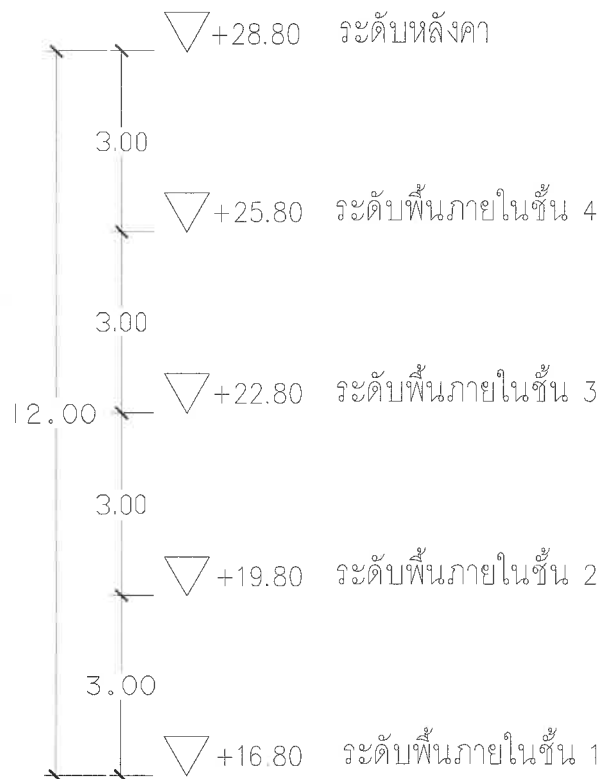 +28.80 ระดับหลังคา
3.00
+25.80 ระดับพื้นภายในชั้น 4
3.00
+22.80 ระดับพื้นภายในชั้น 3
12.00
3.00
+19.80 ระดับพื้นภายในชั้น 2
3.00
+16.80 ระดับพื้นภายในชั้น 1